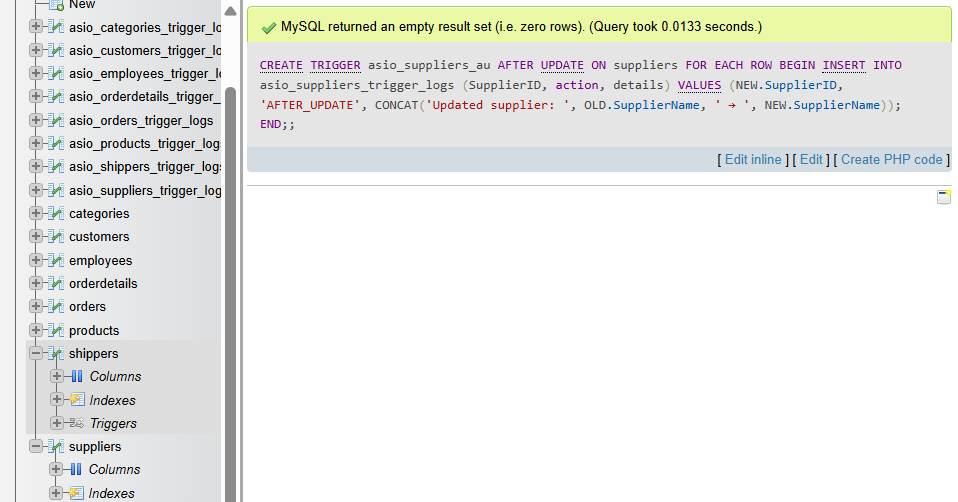 New
asio_categories_trigger_lo
asio_customers_trigger_lo
asio_employees_trigger_lo
asio_orderdetails_trigger_
asio_orders_trigger_logs
asio_products_trigger_logs
asio_shippers_trigger_logs
asio_suppliers_trigger_log
categories
customers
employees
orderdetails
orders
products
shippers
Columns
Indexes
Triggers
suppliers
Columns
Indexes
MySQL returned an empty result set (i.e. zero rows). (Query took 0.0133 seconds.)
CREATE TRIGGER asio_suppliers_au AFTER UPDATE ON suppliers FOR EACH ROW BEGIN INSERT INTO
asio_suppliers_trigger_logs (SupplierID, action, details) VALUES (NEW.SupplierID,
'AFTER_UPDATE', CONCAT('Updated supplier: ', OLD.SupplierName, ' → ', NEW.SupplierName));
END;;
[ Edit inline ] [ Edit ] [ Create PHP code ]